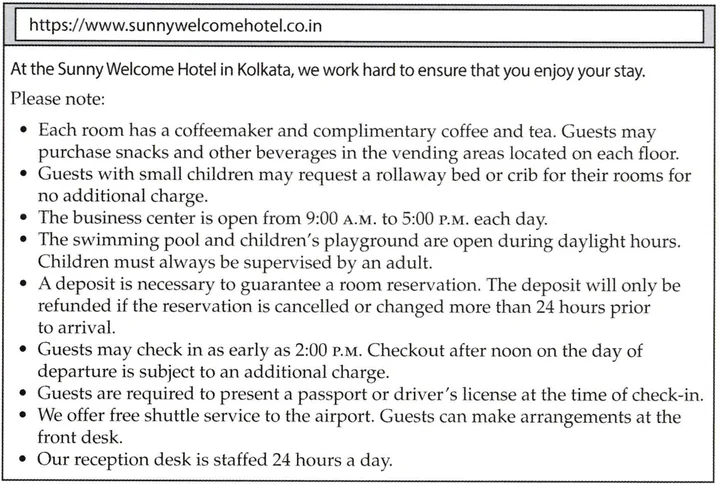 https://www.sunnywelcomehotel.co.in
At the Sunny Welcome Hotel in Kolkata, we work hard to ensure that you enjoy your stay.
Please note:
• Each room has a coffeemaker and complimentary coffee and tea. Guests may
purchase snacks and other beverages in the vending areas located on each floor.
• Guests with small children may request a rollaway bed or crib for their rooms for
no additional charge.
• The business center is open from 9:00 A.M. to 5:00 P.M. each day.
• The swimming pool and children's playground are open during daylight hours.
Children must always be supervised by an adult.
• A deposit is necessary to guarantee a room reservation. The deposit will only be
refunded if the reservation is cancelled or changed more than 24 hours prior
to arrival.
• Guests may check in as early as 2:00 P.M. Checkout after noon on the day of
departure is subject to an additional charge.
• Guests are required to present a passport or driver's license at the time of check-in.
• We offer free shuttle service to the airport. Guests can make arrangements at the
front desk.
• Our reception desk is staffed 24 hours a day.